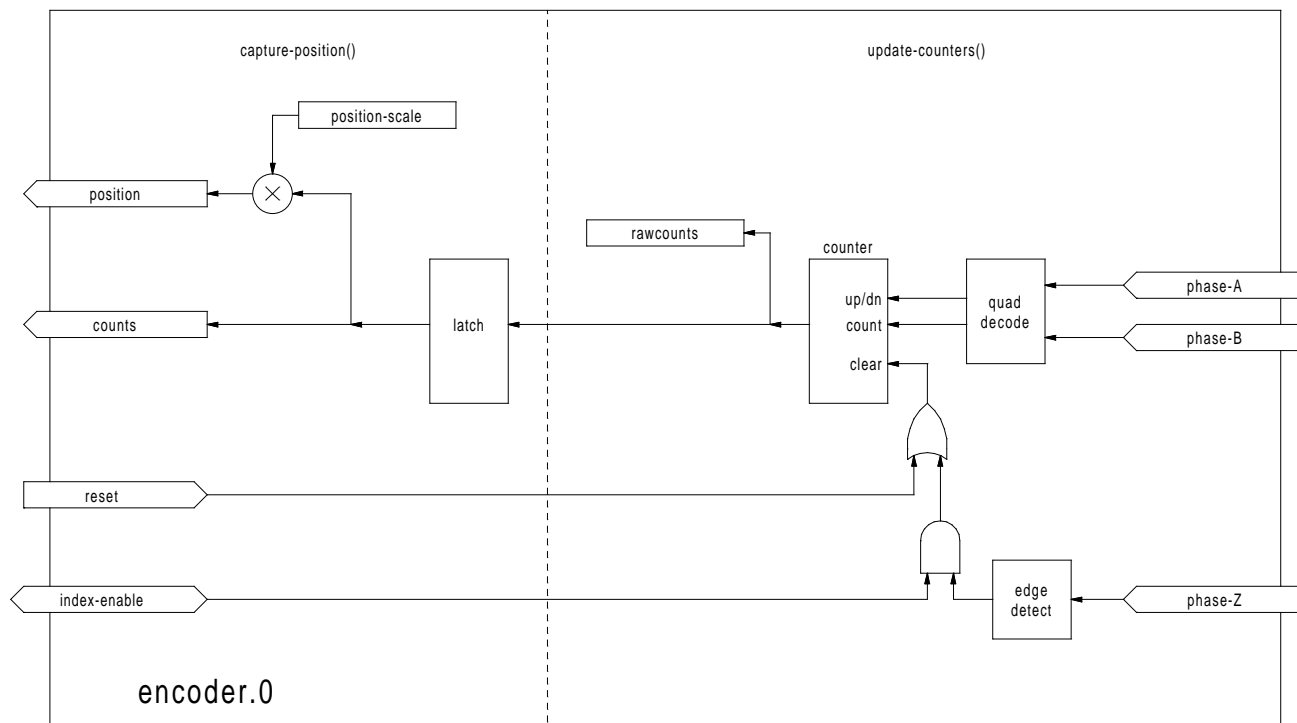 capture-position()
update-counters()
position-scale
position
rawcounts
counter
phase-A
up/dn
quad
decode
counts
latch
count
phase-B
clear
reset
index-enable
edge
detect
phase-Z
encoder.0